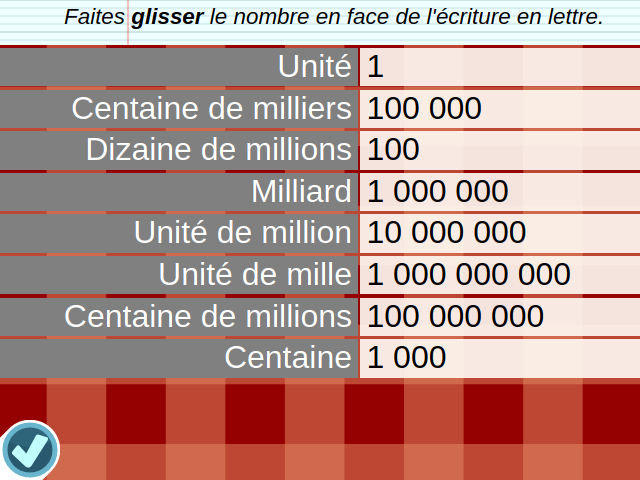 Faites glisser le nombre en face de l'écriture en lettre.
Unité 1
Centaine de milliers 100 000
Dizaine de millions 100
Milliard 1 000 000
Unité de million 10 000 000
Unité de mille 1 000 000 000
Centaine de millions 100 000 000
Centaine 1 000